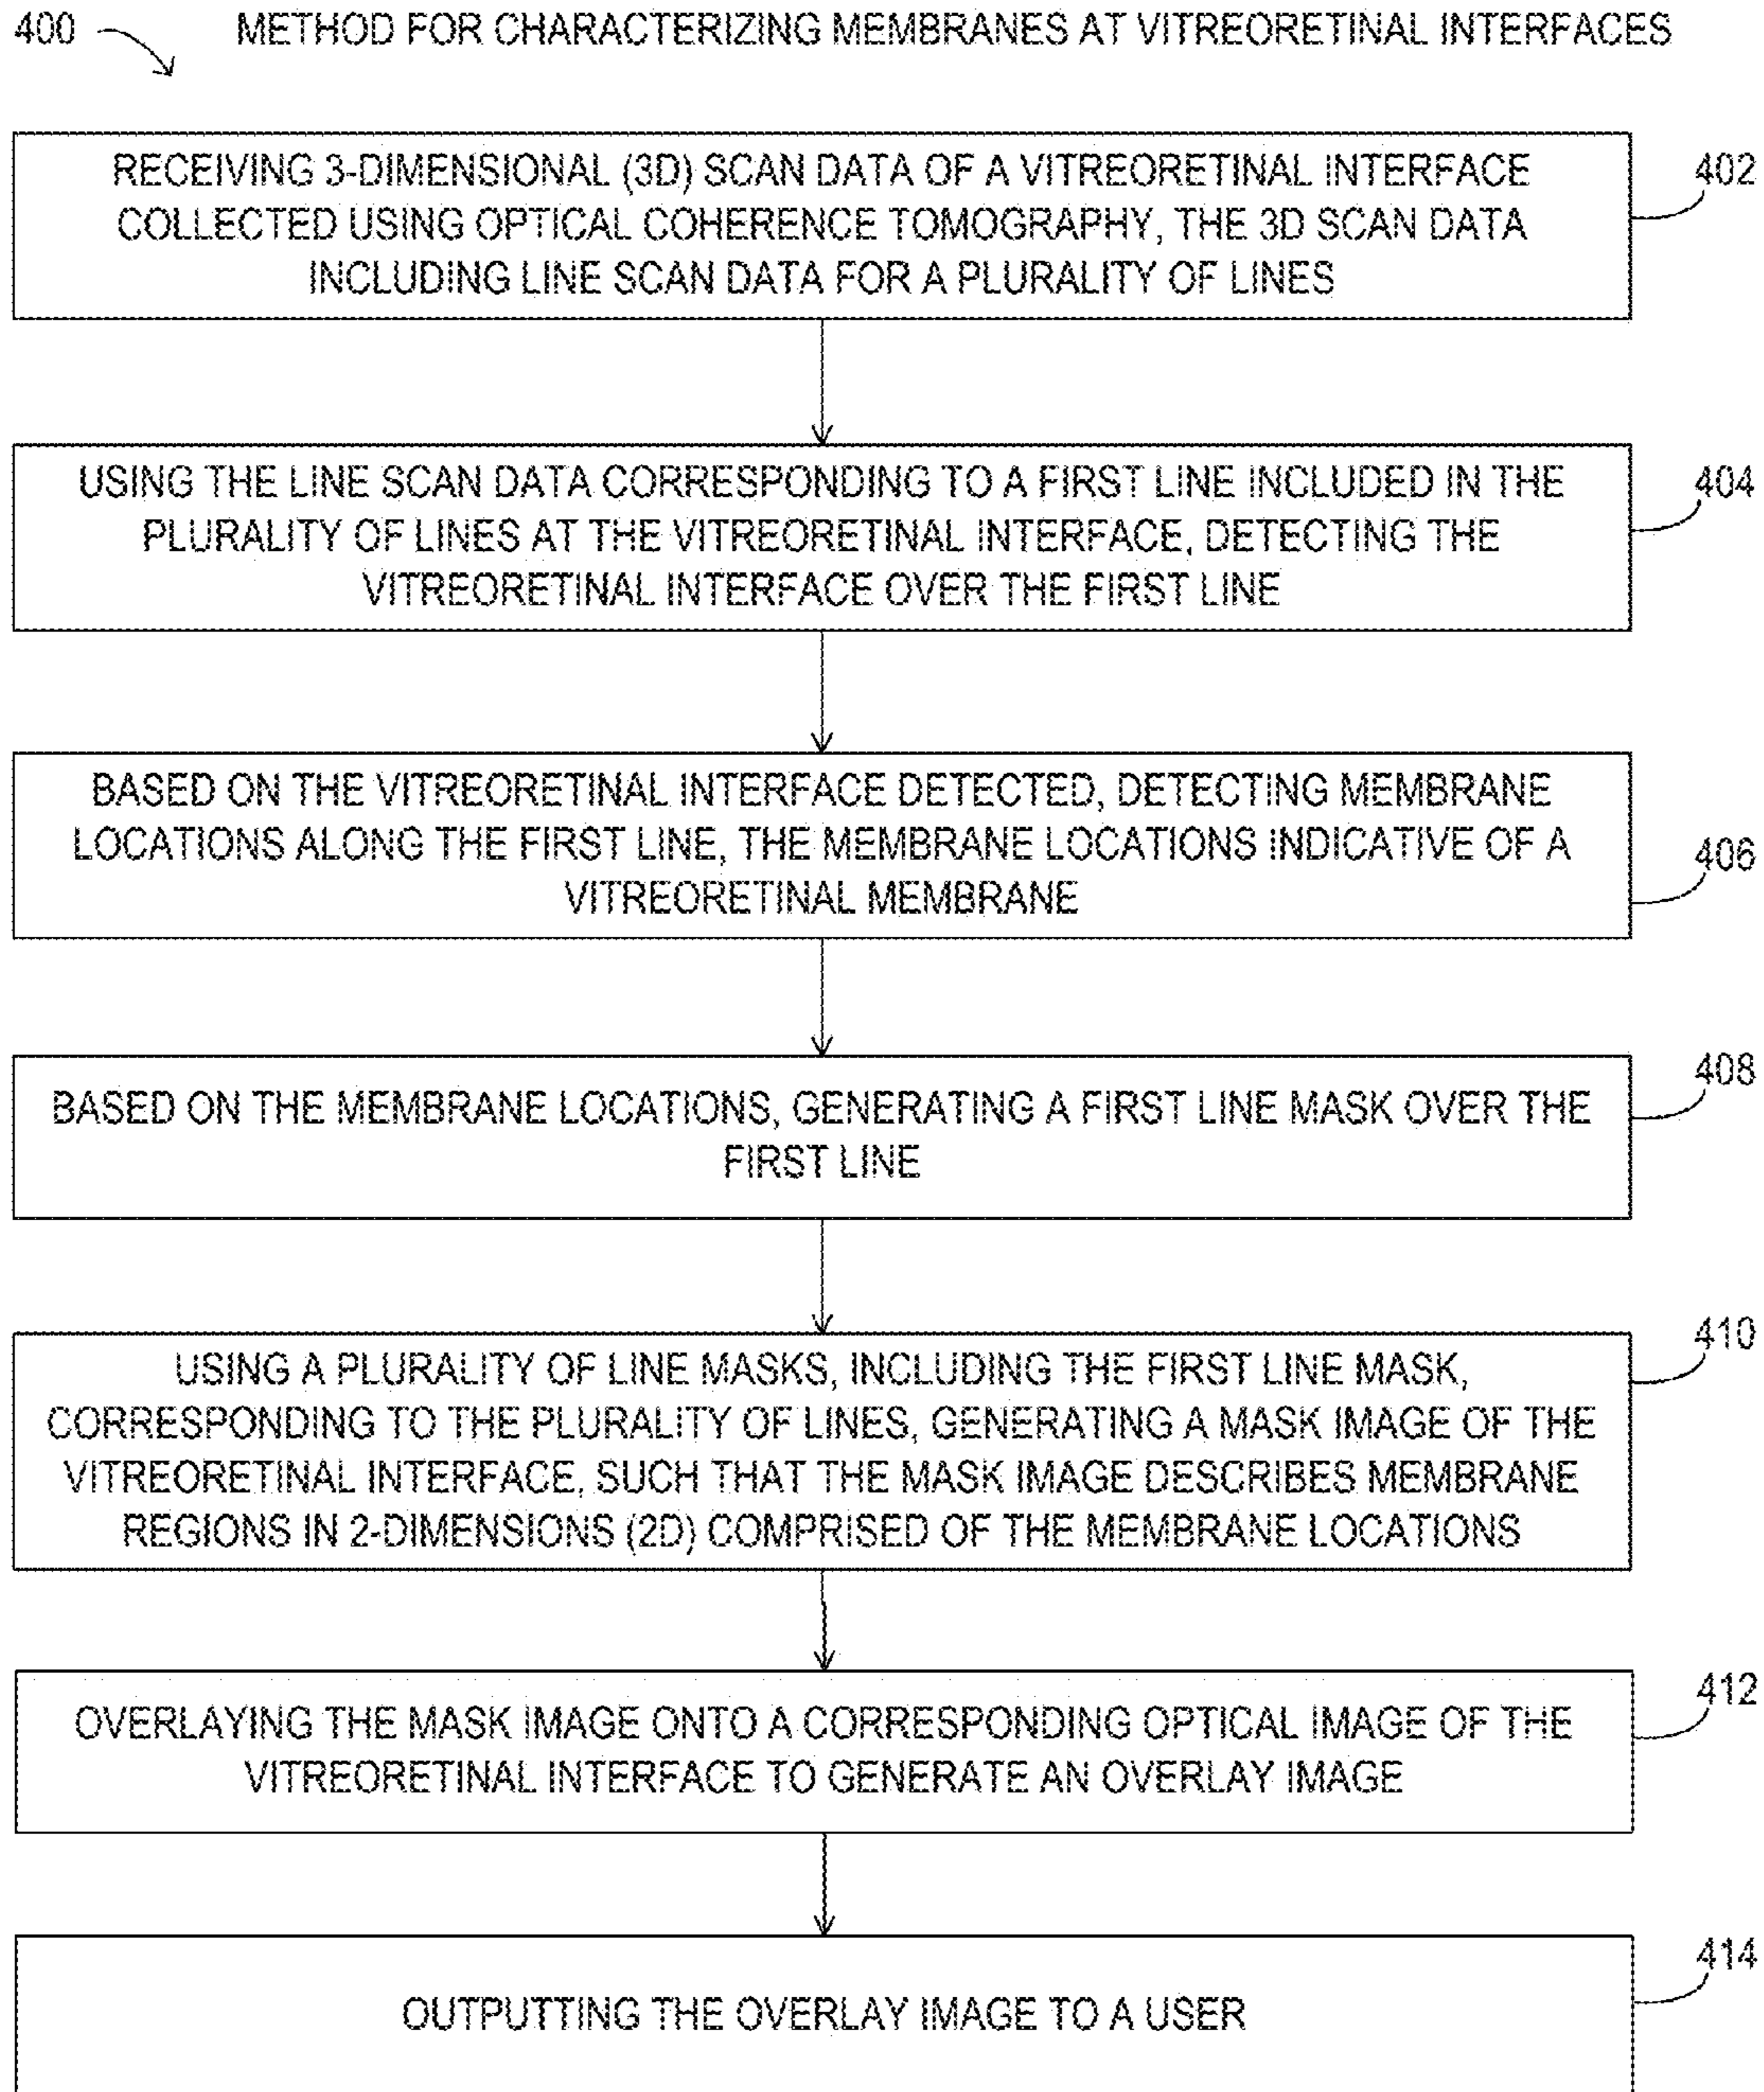 400 METHOD FOR CHARACTERIZING MEMBRANES AT VITREORETINAL INTERFACES
RECEIVING 3-DIMENSIONAL (3D) SCAN DATA OF A VITREORETINAL INTERFACE
COLLECTED USING OPTICAL COHERENCE TOMOGRAPHY, THE 3D SCAN DATA
INCLUDING LINE SCAN DATA FOR A PLURALITY OF LINES
402
USING THE LINE SCAN DATA CORRESPONDING TO A FIRST LINE INCLUDED IN THE
PLURALITY OF LINES AT THE VITREORETINAL INTERFACE, DETECTING THE
VITREORETINAL INTERFACE OVER THE FIRST LINE
404
BASED ON THE VITREORETINAL INTERFACE DETECTED, DETECTING MEMBRANE
LOCATIONS ALONG THE FIRST LINE, THE MEMBRANE LOCATIONS INDICATIVE OF A
VITREORETINAL MEMBRANE
406
BASED ON THE MEMBRANE LOCATIONS, GENERATING A FIRST LINE MASK OVER THE
FIRST LINE
408
USING A PLURALITY OF LINE MASKS, INCLUDING THE FIRST LINE MASK,
CORRESPONDING TO THE PLURALITY OF LINES, GENERATING A MASK IMAGE OF THE
VITREORETINAL INTERFACE, SUCH THAT THE MASK IMAGE DESCRIBES MEMBRANE
REGIONS IN 2-DIMENSIONS (2D) COMPRISED OF THE MEMBRANE LOCATIONS
410
OVERLAYING THE MASK IMAGE ONTO A CORRESPONDING OPTICAL IMAGE OF THE
VITREORETINAL INTERFACE TO GENERATE AN OVERLAY IMAGE
412
OUTPUTTING THE OVERLAY IMAGE TO A USER
414